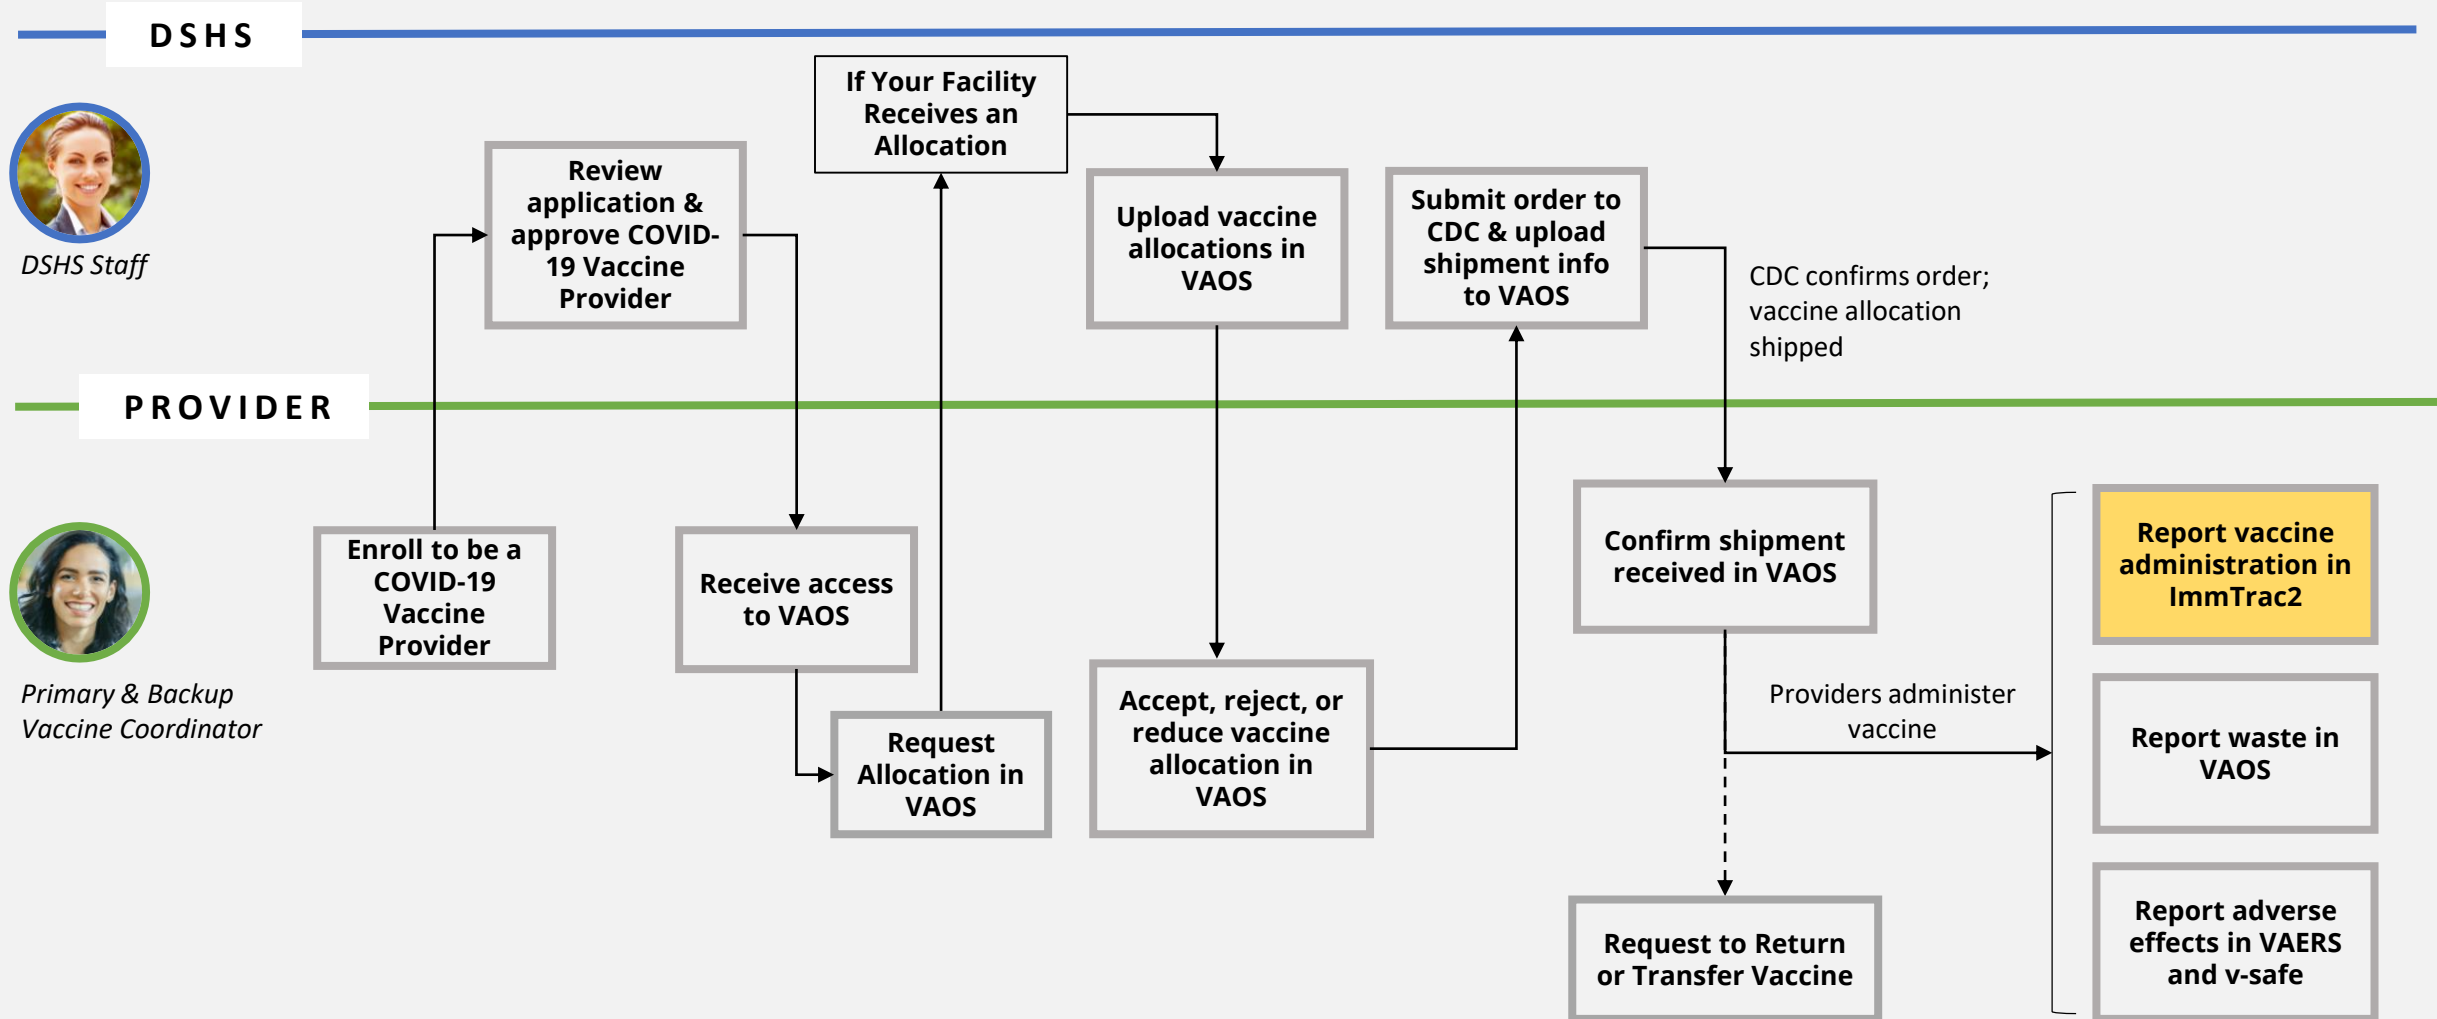 DSHS
DSHS Staff
If Your Facility
Receives an
Allocation
Review
application &
approve COVID-
19 Vaccine
Provider
Upload vaccine
allocations in
VAOS
Submit order to
CDC & upload
shipment info
to VAOS
CDC confirms order;
vaccine allocation
shipped
PROVIDER
Primary & Backup
Vaccine Coordinator
Enroll to be a
COVID-19
Vaccine
Provider
Receive access
to VAOS
Request
Allocation in
VAOS
Accept, reject, or
reduce vaccine
allocation in
VAOS
Confirm shipment
received in VAOS
Providers administer
vaccine
Request to Return
or Transfer Vaccine
Report vaccine
administration in
ImmTrac2
Report waste in
VAOS
Report adverse
effects in VAERS
and v-safe